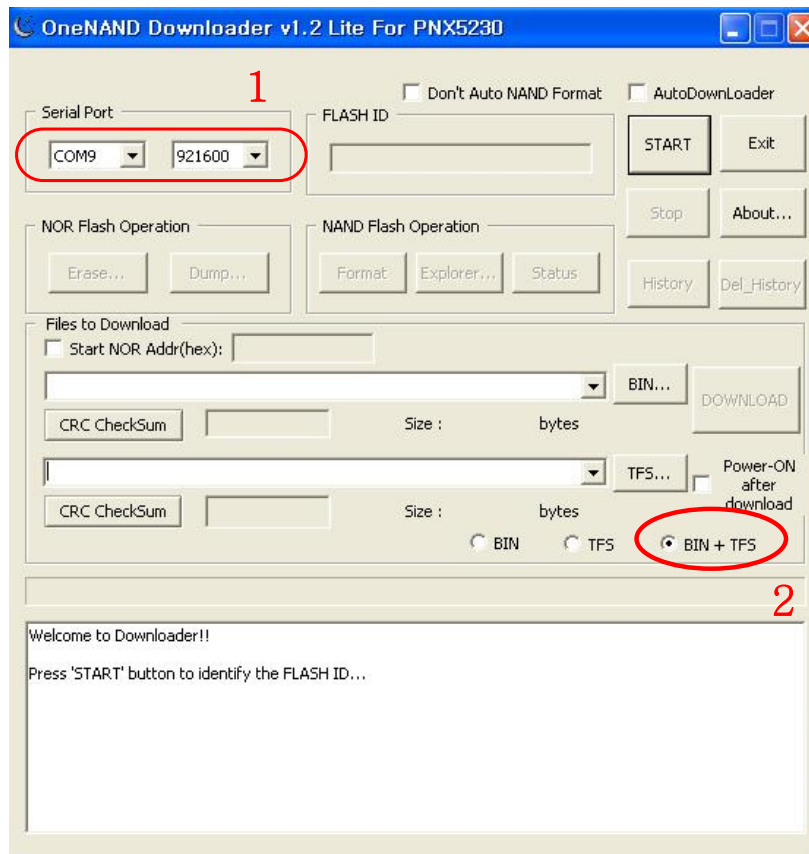 OneNAND Downloader v1.2 Lite For PNX5230
1
Don't Auto NAND Format
AutoDownLoader
Serial Port
FLASH ID
COM9
921600
START
Exit
Stop
About...
NOR Flash Operation
NAND Flash Operation
Erase...
Dump...
Format
Explorer...
Status
History
Del_History
Files to Download
Start NOR Addr(hex):
BIN...
DOWNLOAD
CRC CheckSum
Size :
bytes
TFS...
Power-ON
after
download
CRC CheckSum
Size :
bytes
BIN
TFS
BIN + TFS
2
Welcome to Downloader!!
Press 'START' button to identify the FLASH ID...